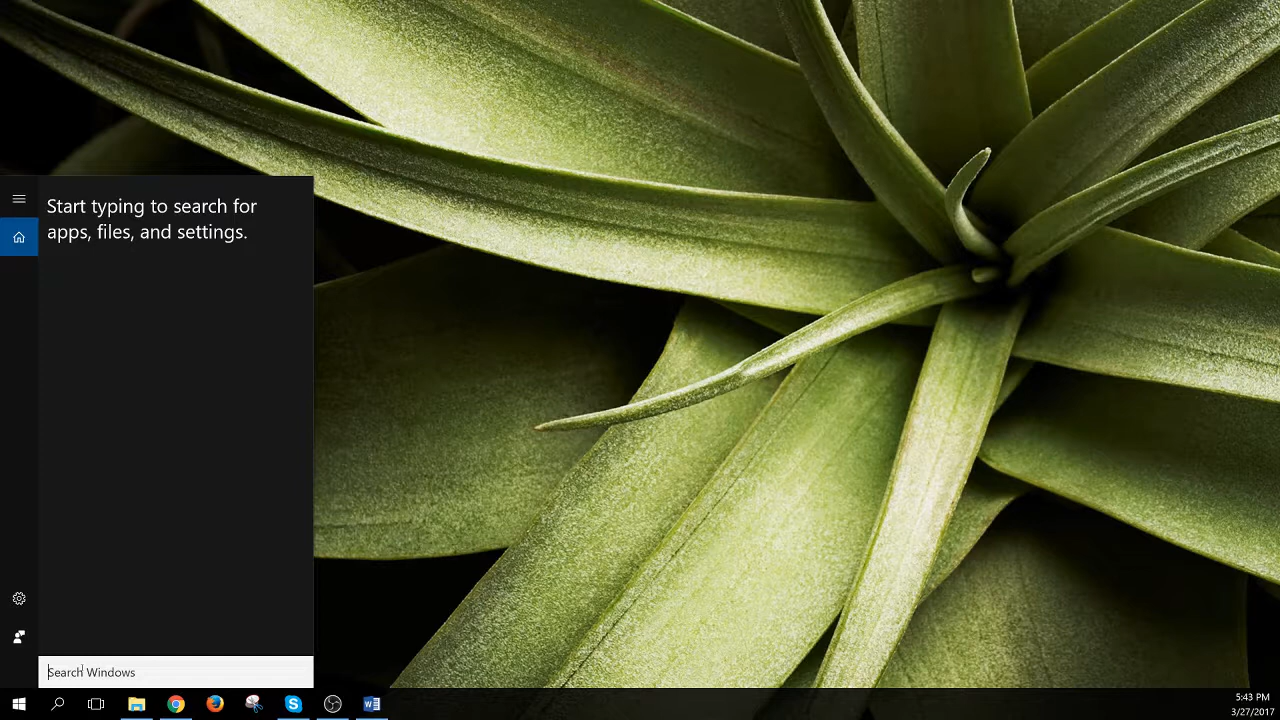 Start typing to search for
apps, files, and settings.
Search Windows
5:43 PM
3/27/2017